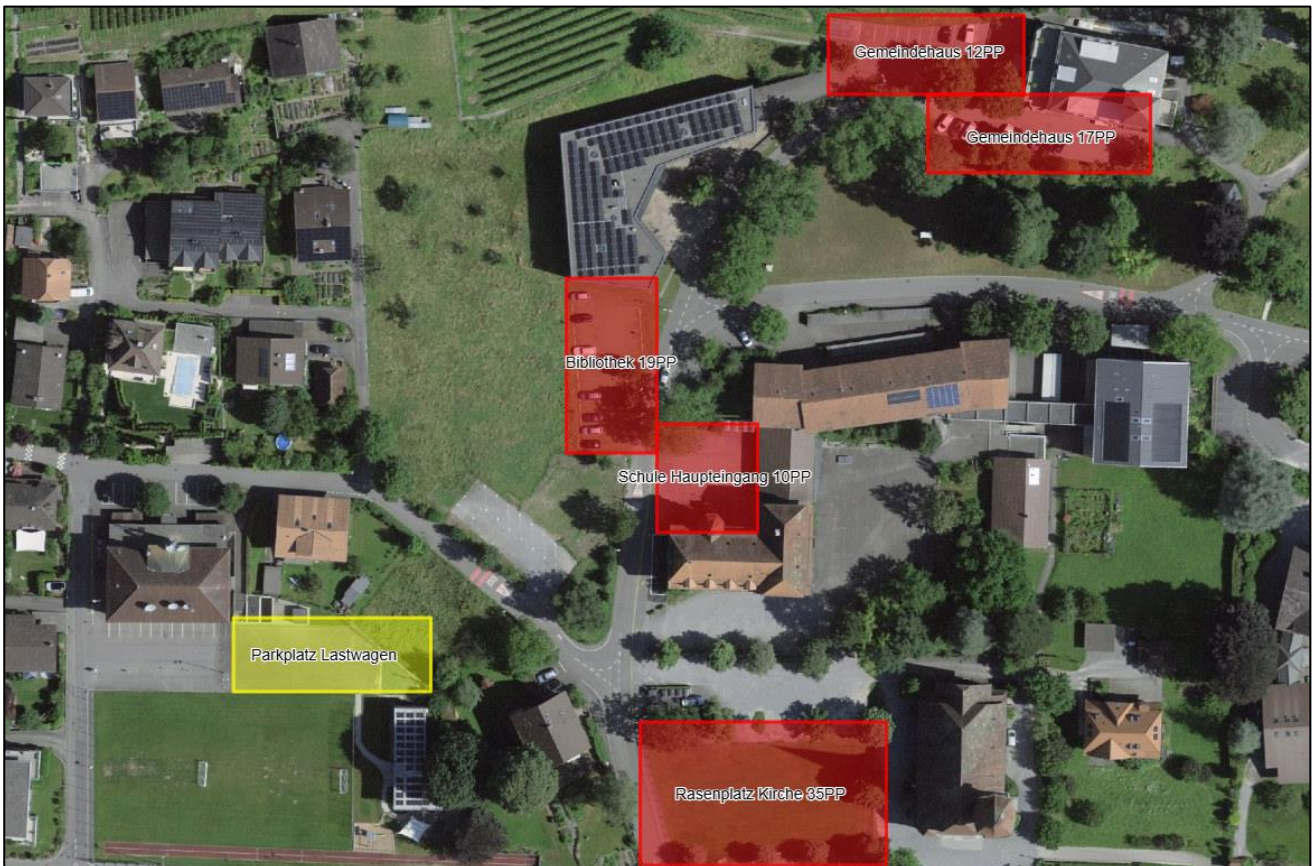 Gemeindehaus 12PP
Gemeindehaus 17PP
Bibliothek 19PP
Schule Haupteingang 10PP
Parkplatz Lastwagen
Rasenplatz Kirche 35PP